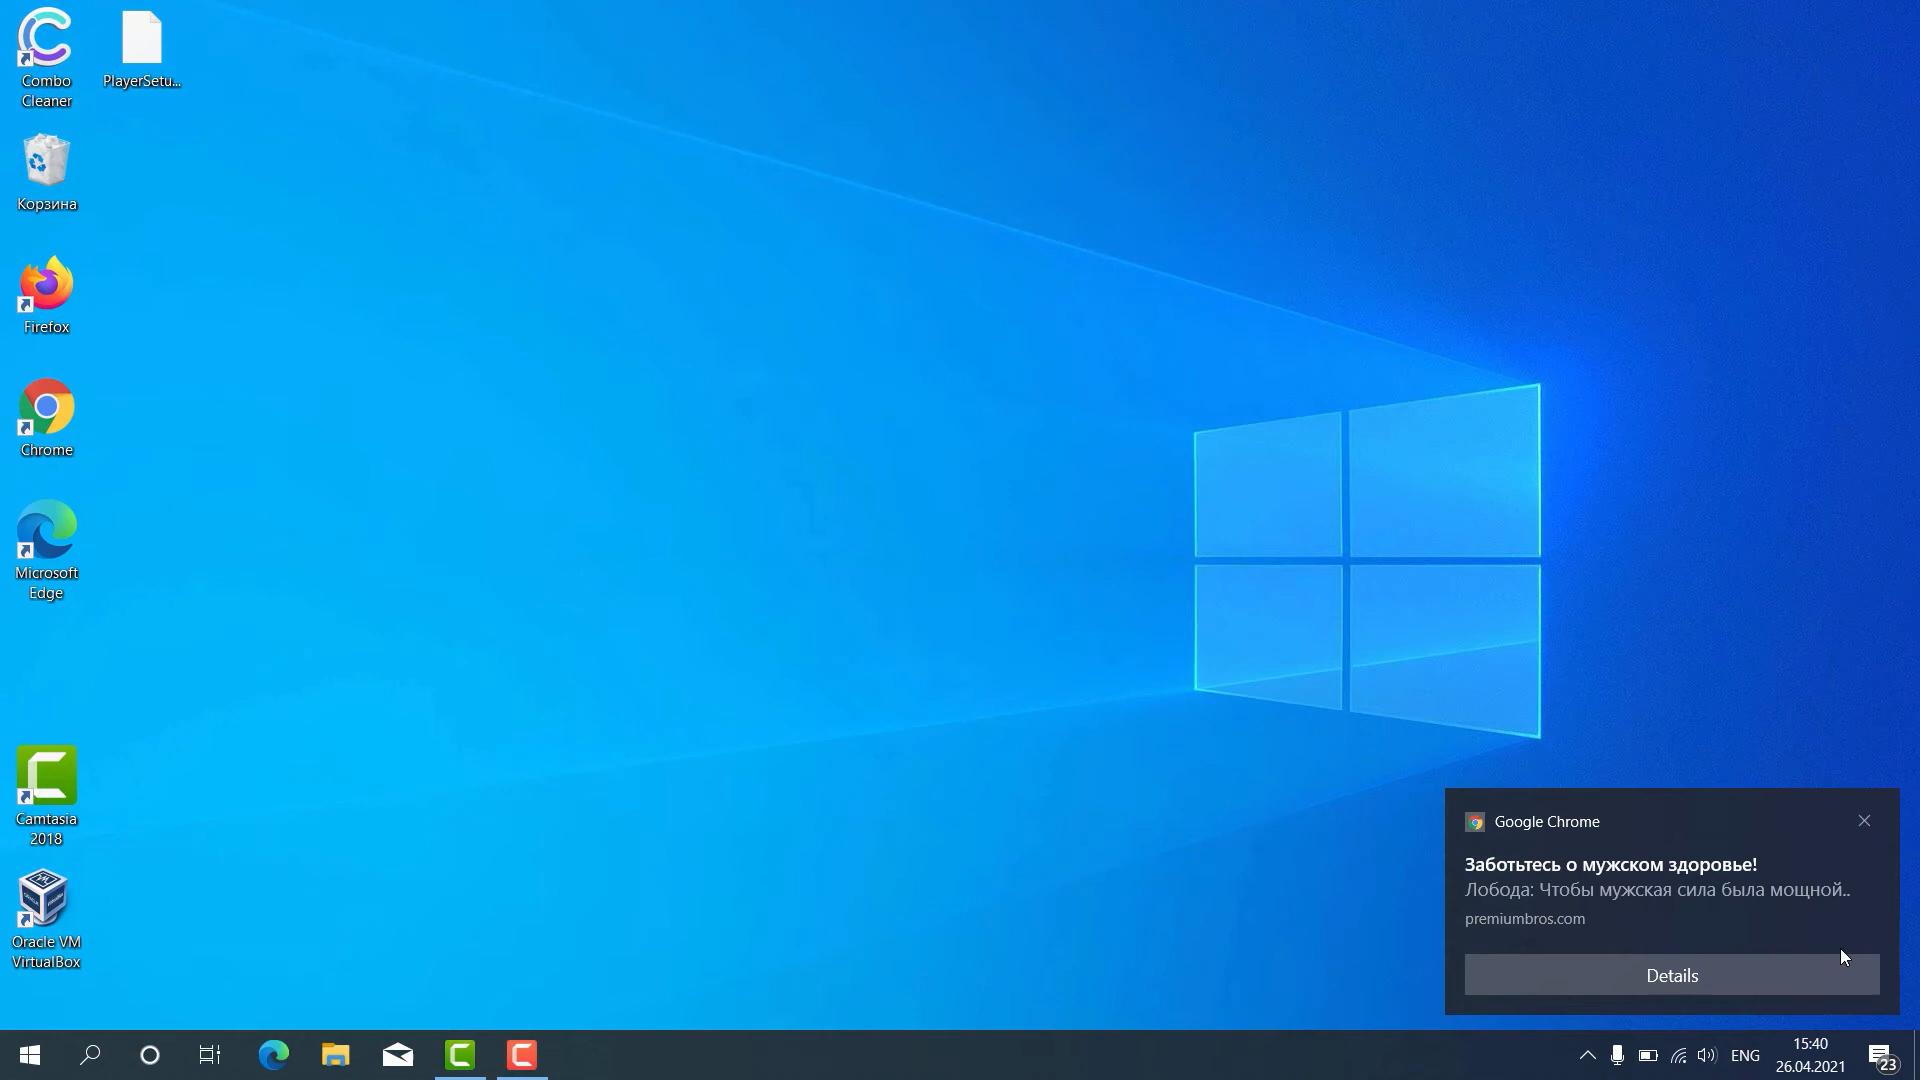 Combo
Cleaner
PlayerSetu...
Корзина
Firefox
Chrome
Microsoft
Edge
Camtasia
2018
Oracle VM
VirtualBox
Google Chrome
Заботьтесь о мужском здоровье!
Лобода: Чтобы мужская сила была мощной..
premiumbros.com
Details
ENG
15:40
26.04.2021
23